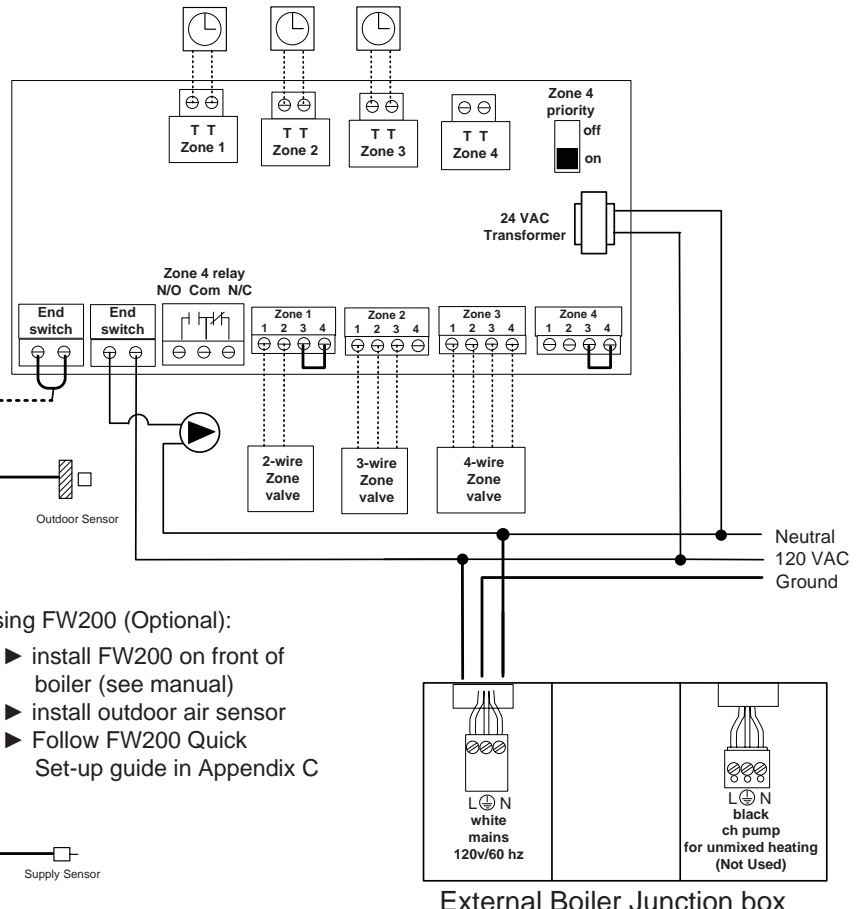 T T
Zone 1
T T
Zone 2
T T
Zone 3
T T
Zone 4
Zone 4
priority
off
on
24 VAC
Transformer
Zone 4 relay
N/O Com N/C
End
switch
End
switch
Zone 1
1 2 3 4
Zone 2
1 2 3 4
Zone 3
1 2 3 4
Zone 4
1 2 3 4
2-wire
Zone
valve
3-wire
Zone
valve
4-wire
Zone
valve
Outdoor Sensor
Neutral
120 VAC
Ground
sing FW200 (Optional):
► install FW200 on front of
boiler (see manual)
► install outdoor air sensor
► Follow FW200 Quick
Set-up guide in Appendix C
Supply Sensor
L N
white
mains
120v/60 hz
L N
black
ch pump
for unmixed heating
(Not Used)
External Boiler Junction box